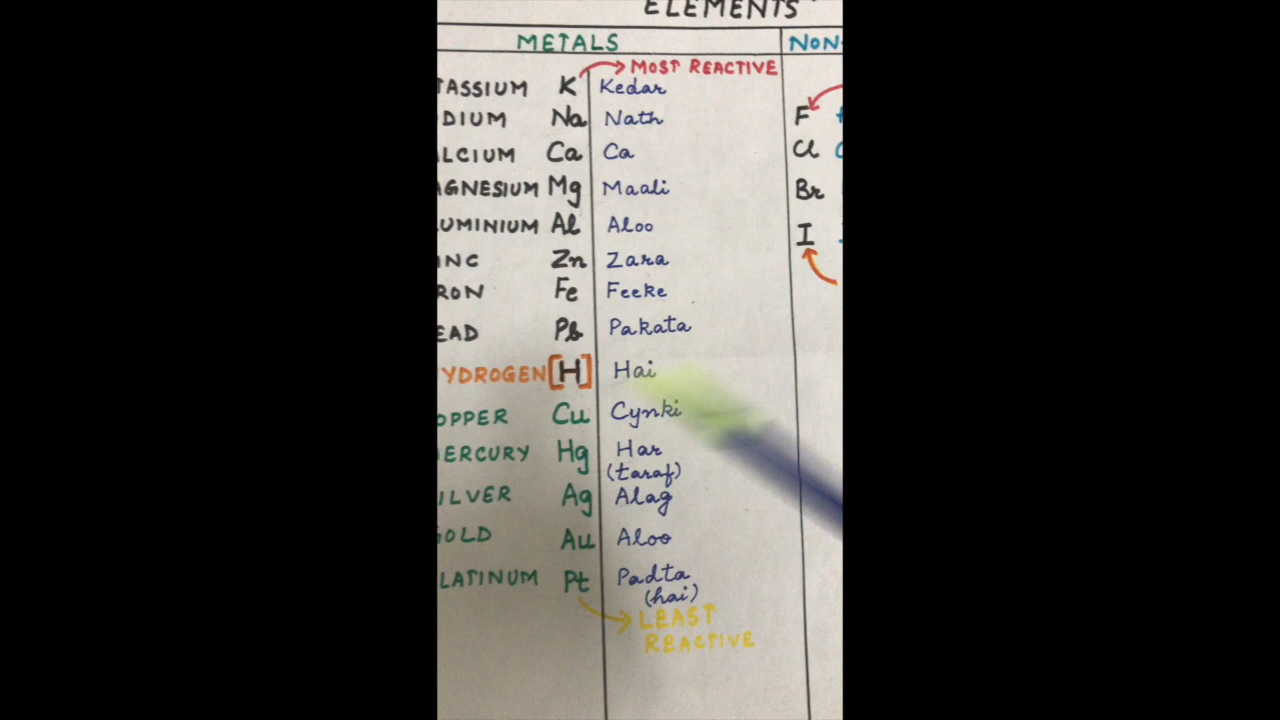 ELEMENTS
METALS NON-
MOST REACTIVE
TASSIUM K Kedar
DIUM Na Nath
LCIUM Ca Ca
AGNESIUM Mg Maali
UMINIUM Al Aloo
INC Zn Zara
RON Fe Feeke
EAD Pb Pakata
YDROGEN [H] Hai
OPPER Cu Cynki
ERCURY Hg Har
(taraf)
ILVER Ag Alag
GOLD Au Aloo
LATINUM Pt Padta
(hai)
LEAST
REACTIVE
F
Cl
Br
I